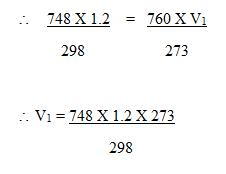 ∴ 748 X 1.2 = 760 X V₁
298 273
∴ V₁ = 748 X 1.2 X 273
298